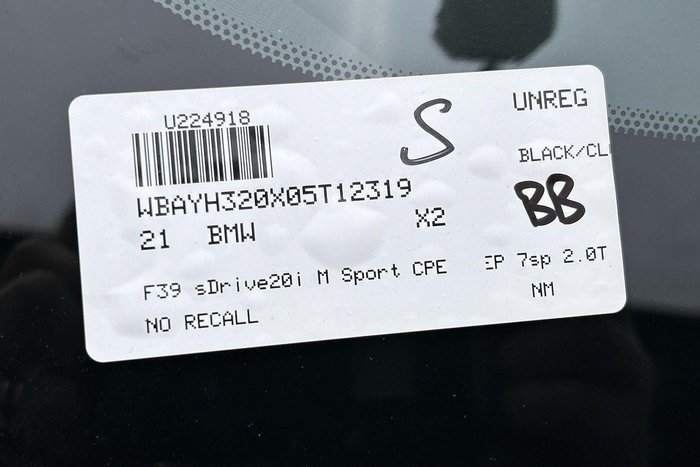 U224918
S
UNREG
BLACK/CL
WBAYH320X05T12319
BB
21 BMW X2
F39 sDrive20i M Sport CPE EP 7sp 2.0T
NO RECALL NM